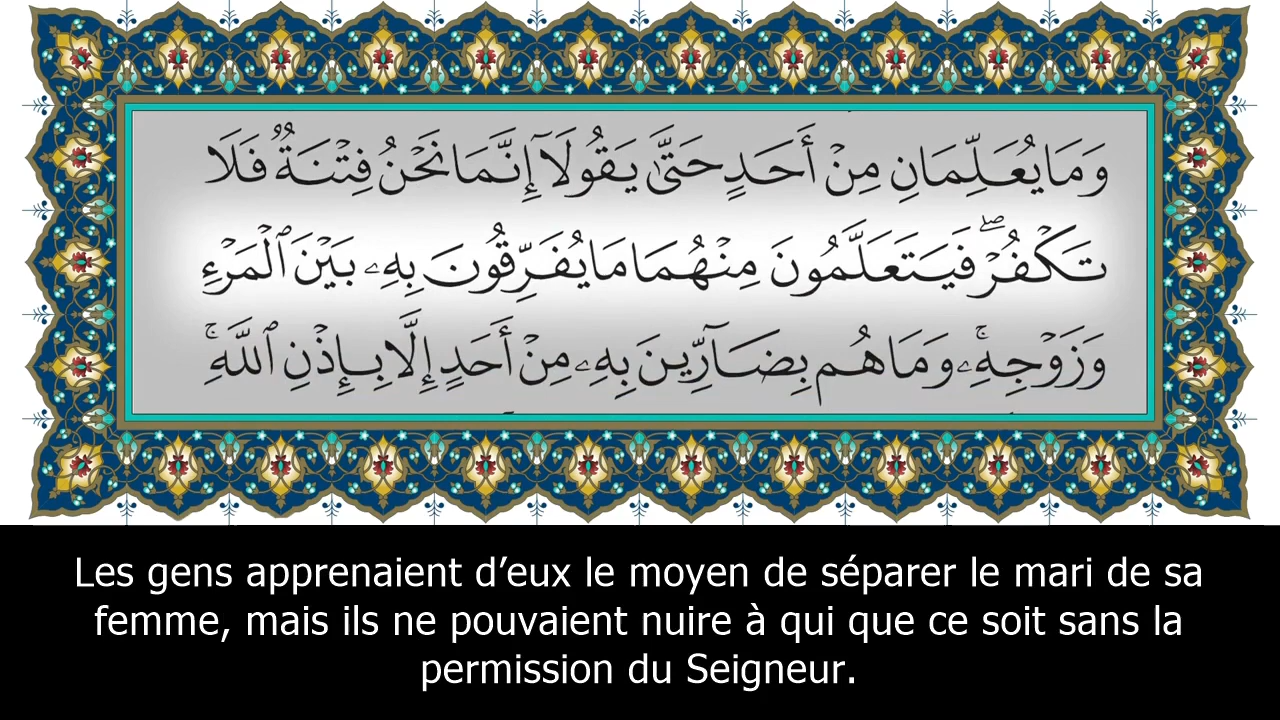 وَمَا يُعَلِّمَانِ مِنْ أَحَدٍ حَتَّىٰ يَقُولَآ إِنَّمَا نَحْنُ فِتْنَةٌ فَلَا
تَكْفُرْ ۖ فَيَتَعَلَّمُونَ مِنْهُمَا مَا يُفَرِّقُونَ بِهِۦ بَيْنَ ٱلْمَرْءِ
وَزَوْجِهِۦ ۚ وَمَا هُم بِضَآرِّينَ بِهِۦ مِنْ أَحَدٍ إِلَّا بِإِذْنِ ٱللَّهِ ۚ
Les gens apprenaient d’eux le moyen de séparer le mari de sa
femme, mais ils ne pouvaient nuire à qui que ce soit sans la
permission du Seigneur.